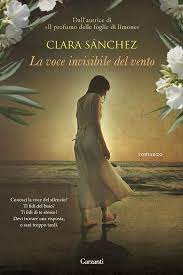 Dall'autrice di
«Il profumo delle foglie di limone»
CLARA SÁNCHEZ
La voce invisibile del vento
romanzo
Conosci la voce del silenzio?
Ti fidi del buio?
Ti fidi di te stesso?
Devi trovare una risposta,
o sarà troppo tardi.
Garzanti